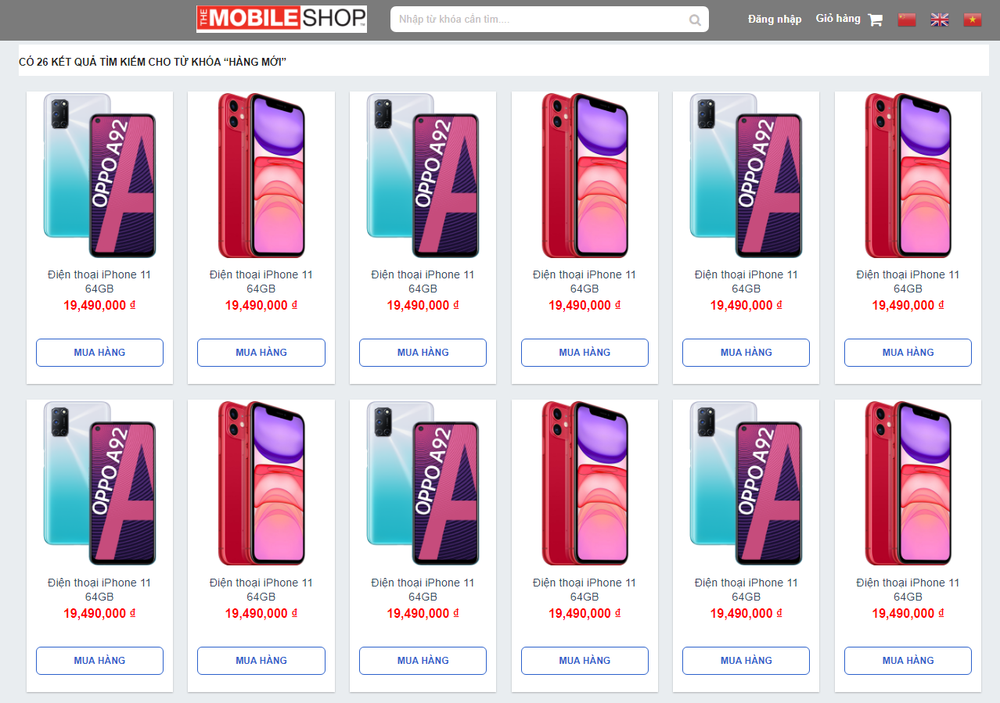 THE MOBILESHOP TM
Nhập từ khóa cần tìm....
Đăng nhập Giỏ hàng
CÓ 26 KẾT QUẢ TÌM KIẾM CHO TỪ KHÓA “HÀNG MỚI”
OPPO A92 OPPO A92 OPPO A92
Điện thoại iPhone 11 Điện thoại iPhone 11 Điện thoại iPhone 11 Điện thoại iPhone 11 Điện thoại iPhone 11 Điện thoại iPhone 11
64GB 64GB 64GB 64GB 64GB 64GB
19,490,000 ₫ 19,490,000 ₫ 19,490,000 ₫ 19,490,000 ₫ 19,490,000 ₫ 19,490,000 ₫
MUA HÀNG MUA HÀNG MUA HÀNG MUA HÀNG MUA HÀNG MUA HÀNG
OPPO A92 OPPO A92 OPPO A92
Điện thoại iPhone 11 Điện thoại iPhone 11 Điện thoại iPhone 11 Điện thoại iPhone 11 Điện thoại iPhone 11 Điện thoại iPhone 11
64GB 64GB 64GB 64GB 64GB 64GB
19,490,000 ₫ 19,490,000 ₫ 19,490,000 ₫ 19,490,000 ₫ 19,490,000 ₫ 19,490,000 ₫
MUA HÀNG MUA HÀNG MUA HÀNG MUA HÀNG MUA HÀNG MUA HÀNG